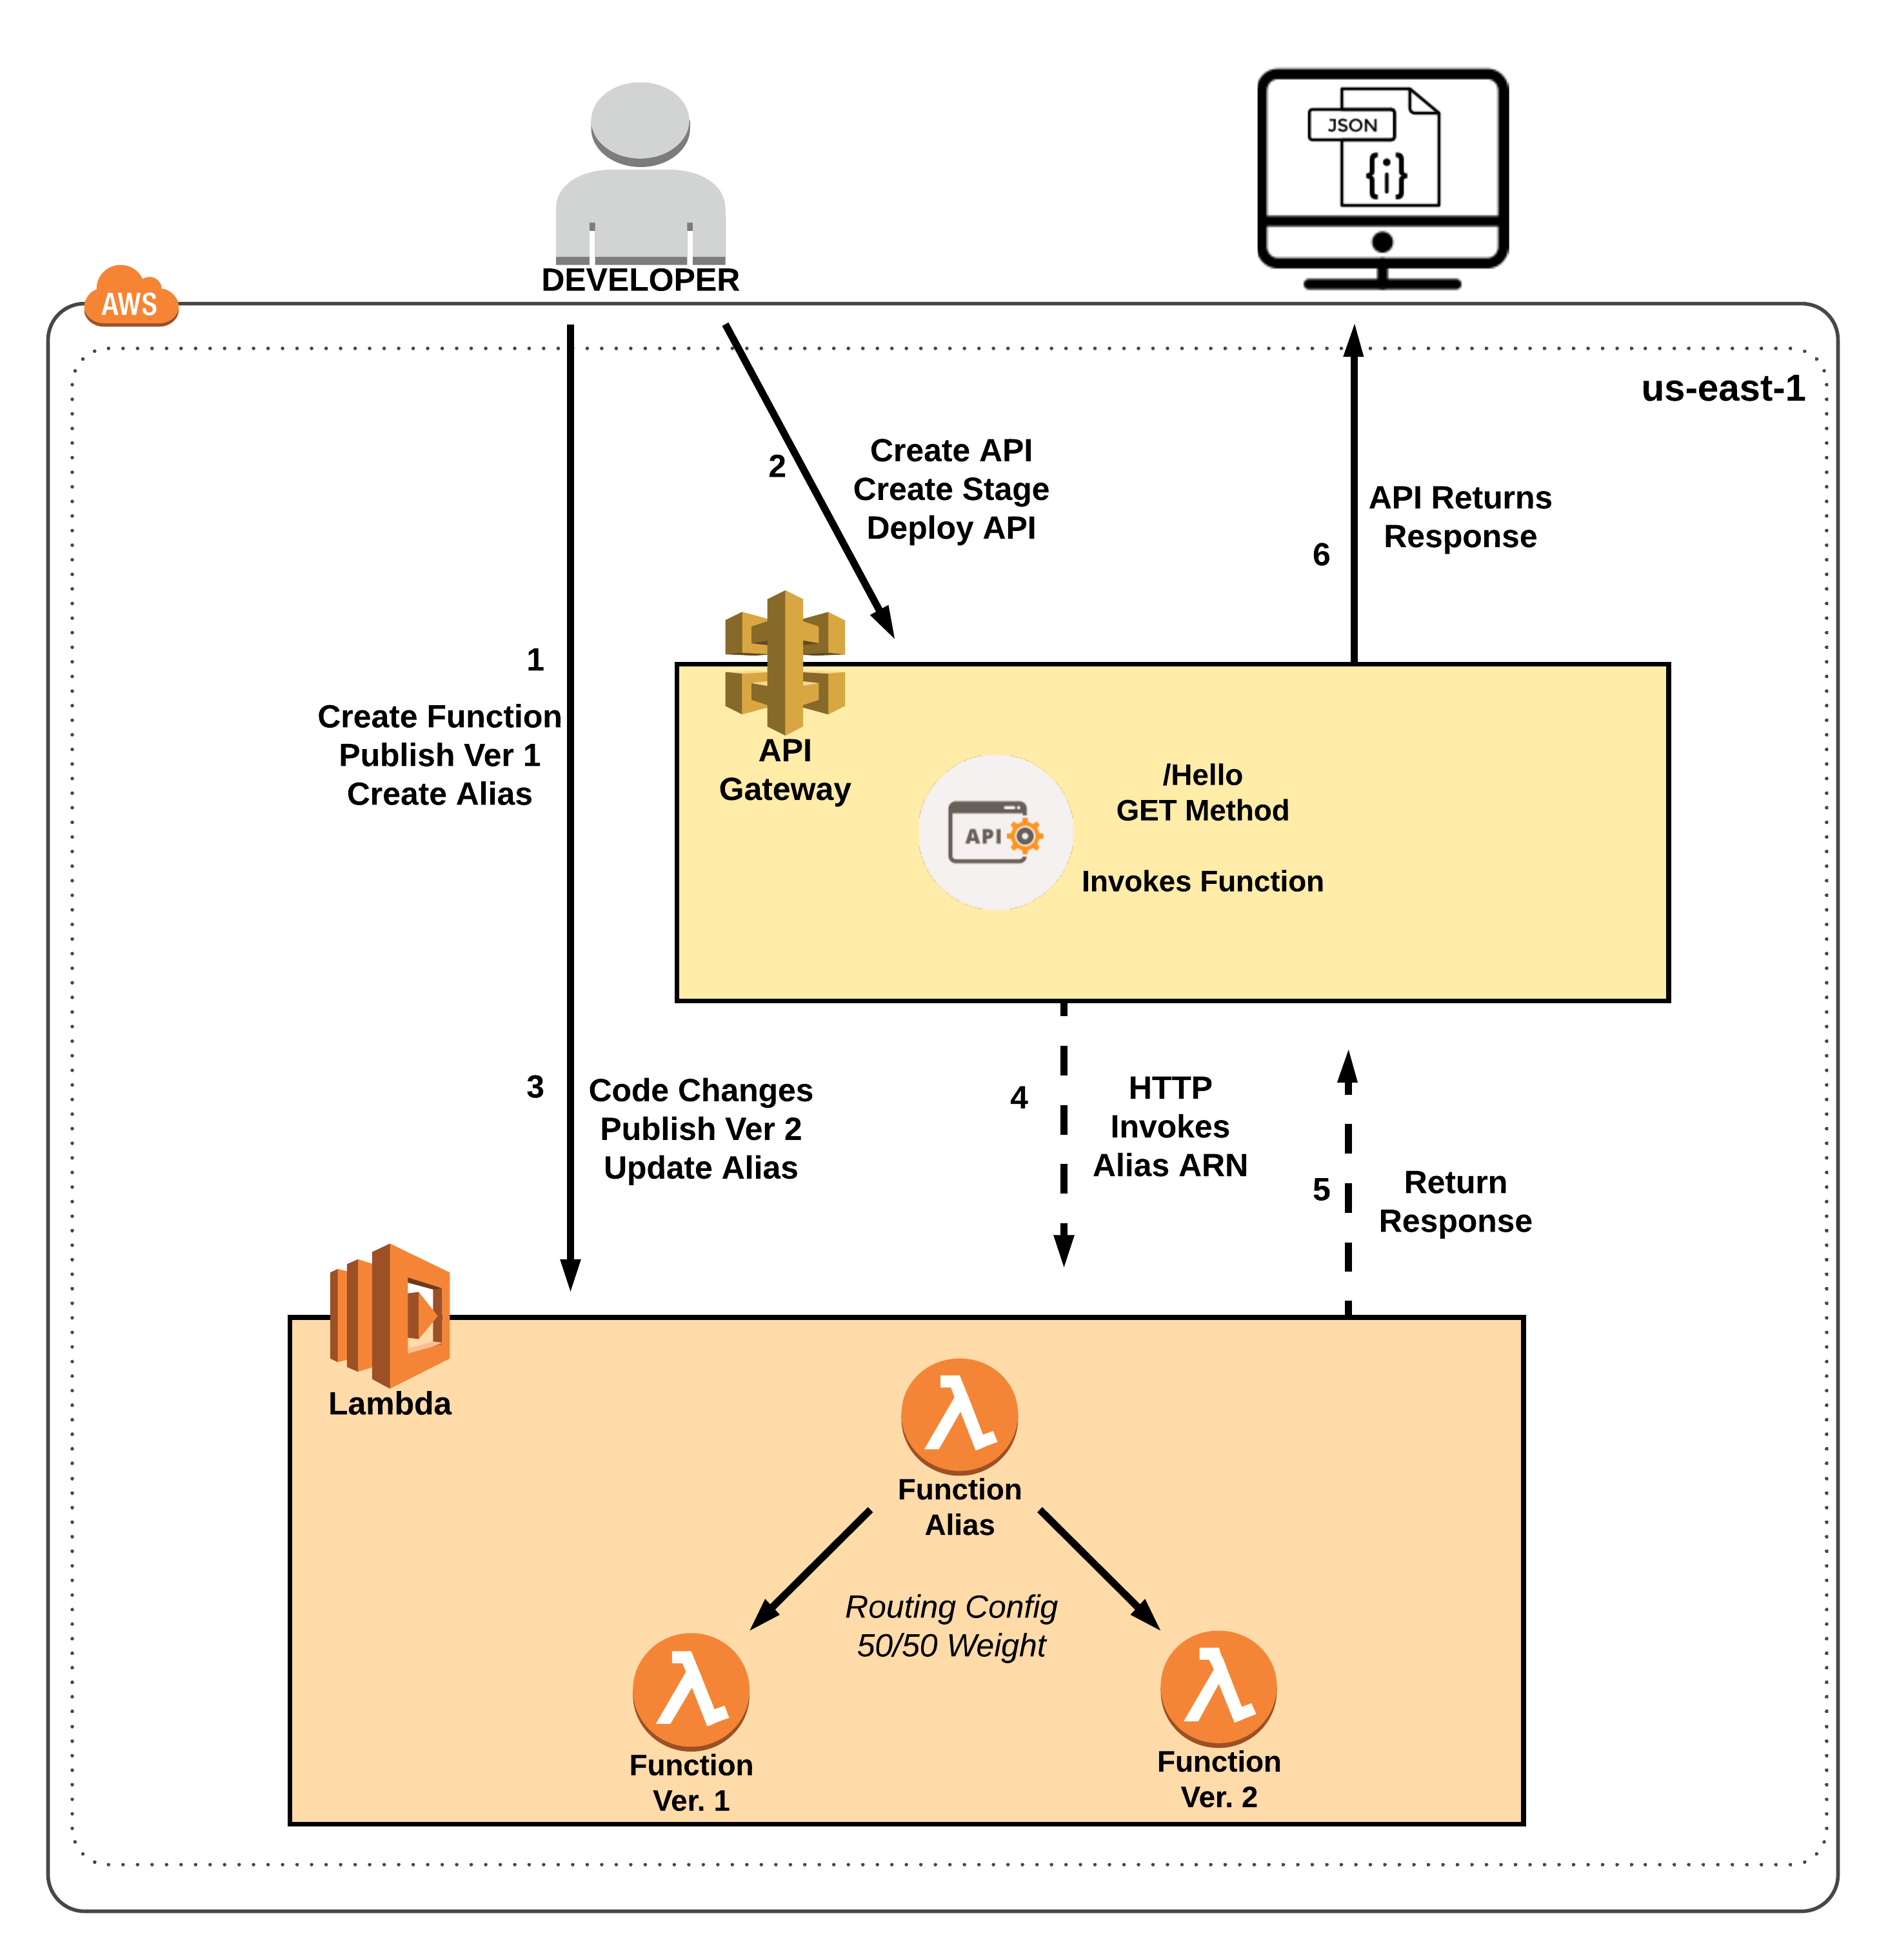 JSON
{i}
DEVELOPER
AWS
us-east-1
2
Create API
Create Stage
Deploy API
API Returns
Response
6
1
Create Function
Publish Ver 1
Create Alias
API
Gateway
API
/Hello
GET Method
Invokes Function
3
Code Changes
Publish Ver 2
Update Alias
4
HTTP
Invokes
Alias ARN
5
Return
Response
Lambda
λ
Function
Alias
Routing Config
50/50 Weight
λ
Function
Ver. 1
λ
Function
Ver. 2